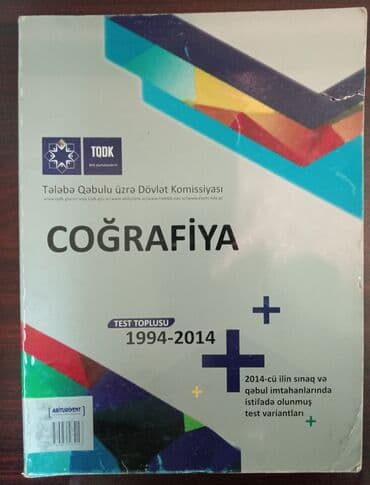 TQDK
Tələbə Qəbulu üzrə Dövlət Komissiyası
COĞRAFİYA
TEST TOPLUSU
1994-2014
2014-cü ilin sınaq və
qəbul imtahanlarında
istifadə olunmuş
test variantları
ABITURIYENT